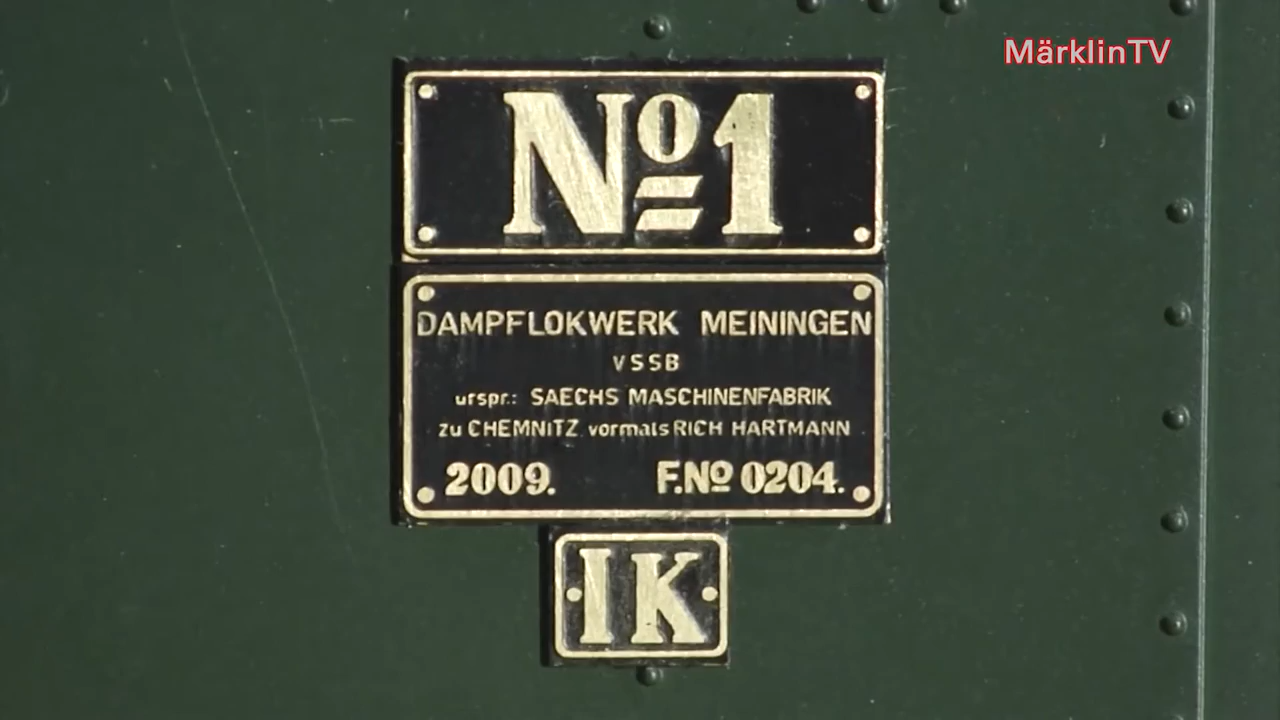 MärklinTV
Nº1
DAMPFLOKWERK MEININGEN
VSSB
urspr.: SAECHS MASCHINENFABRIK
zu CHEMNITZ vormals RICH HARTMANN
2009. F.Nº 0204.
IK